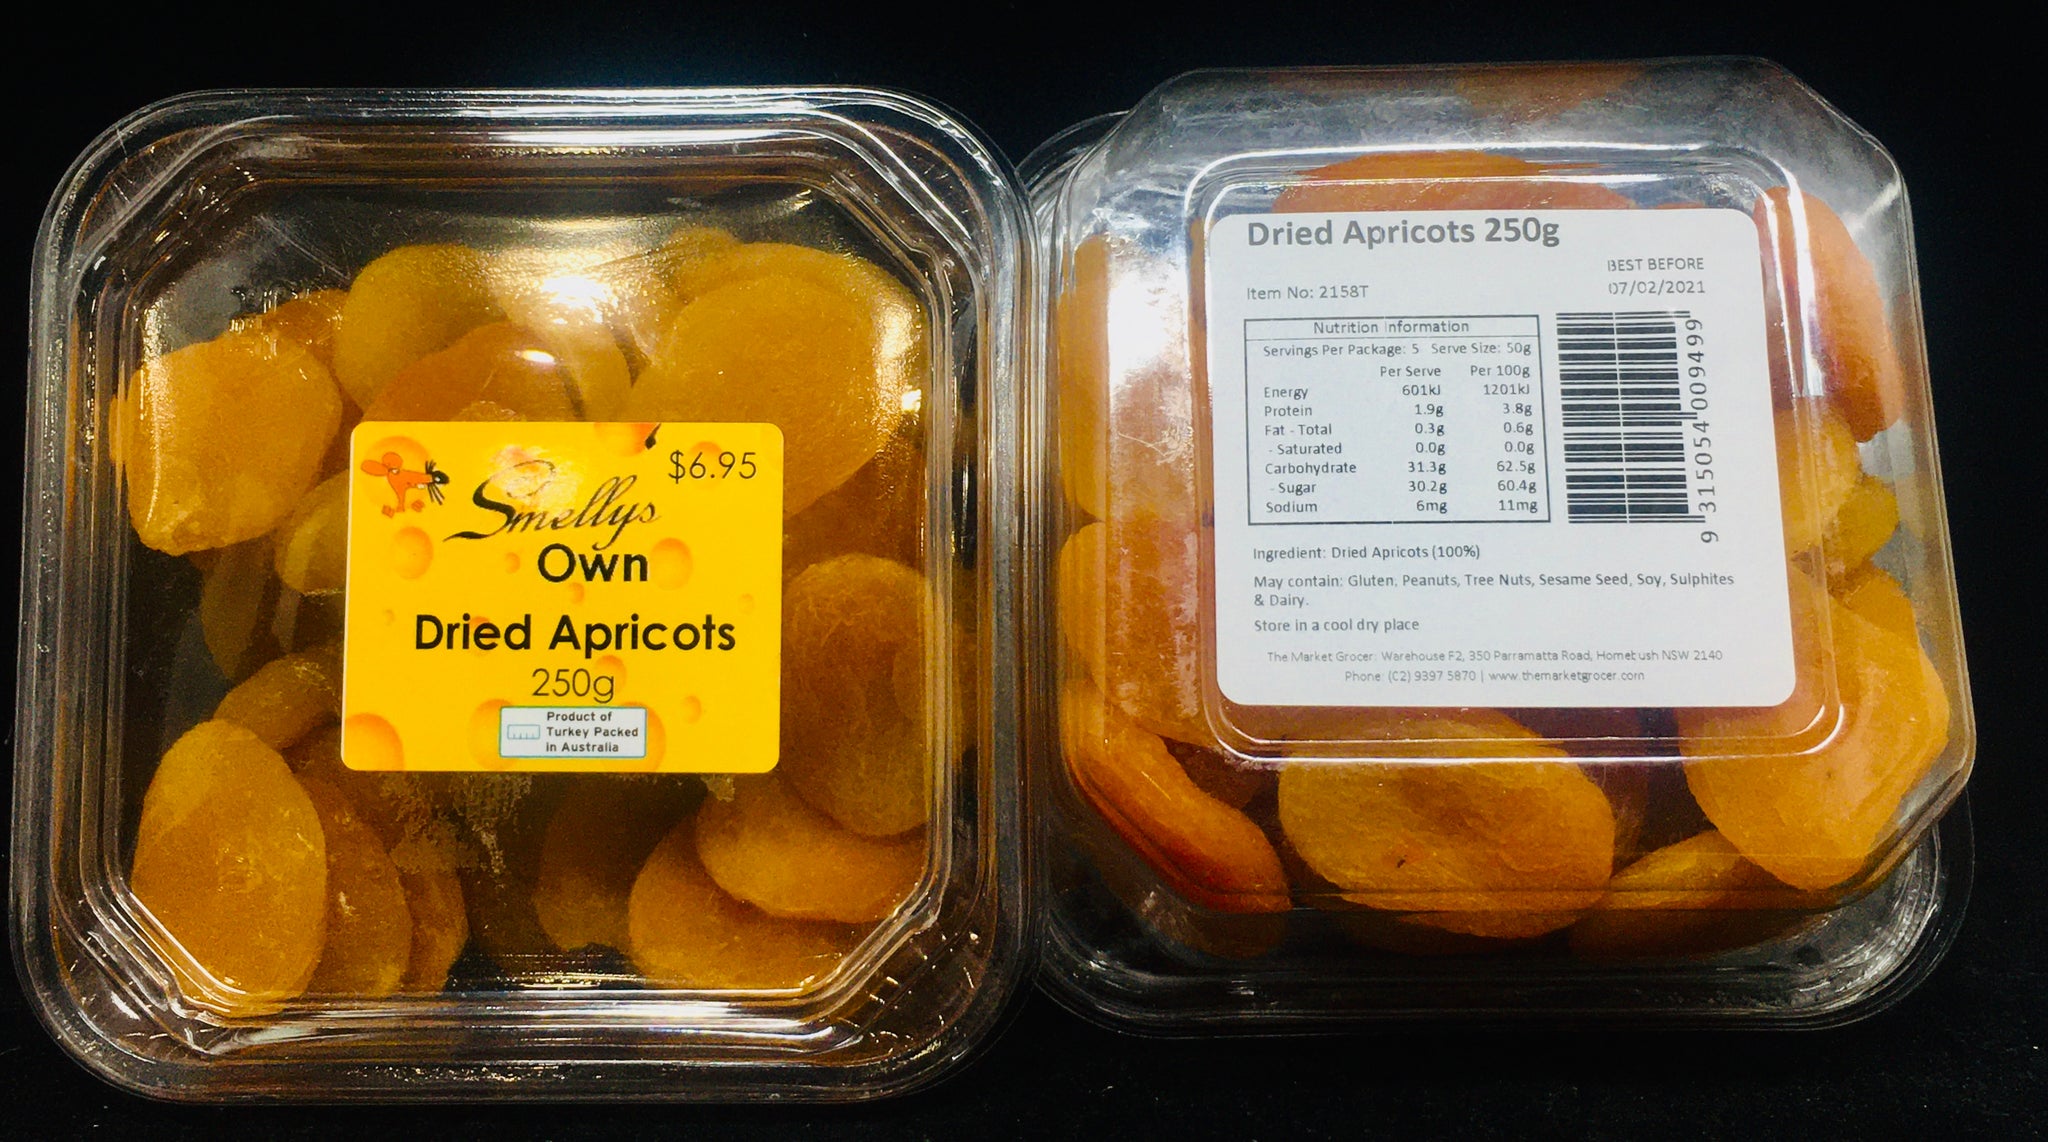 $6.95
Smellys
Own
Dried Apricots
250g
Product of
Turkey Packed
in Australia
Dried Apricots 250g
BEST BEFORE
07/02/2021
Item No: 2158T
Nutrition Information
Servings Per Package: 5 Serve Size: 50g
Per Serve Per 100g
Energy 601kJ 1201kJ
Protein 1.9g 3.8g
Fat - Total 0.3g 0.6g
- Saturated 0.0g 0.0g
Carbohydrate 31.3g 62.5g
- Sugar 30.2g 60.4g
Sodium 6mg 11mg
9 315054 009499
Ingredient: Dried Apricots (100%)
May contain: Gluten, Peanuts, Tree Nuts, Sesame Seed, Soy, Sulphites
& Dairy.
Store in a cool dry place
The Market Grocer: Warehouse F2, 350 Parramatta Road, Homebush NSW 2140
Phone: (02) 9397 5870 | www.themarketgrocer.com